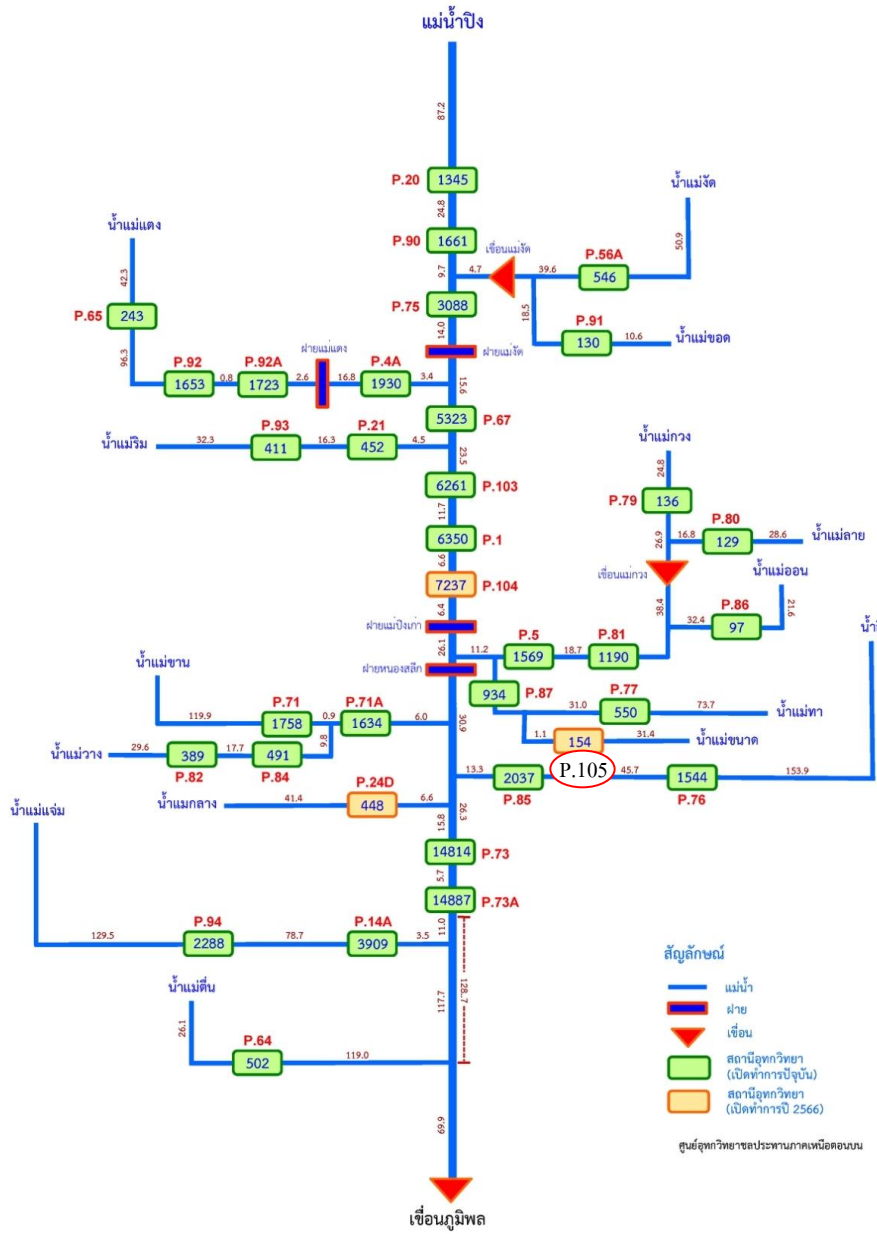 แม่น้ำปิง
87.2
P.20 1345
24.8
น้ำแม่งัด
น้ำแม่แตง
P.90 1661
เขื่อนแม่งัด
P.56A
50.9
42.3
9.7
4.7
39.6
546
P.65 243
P.75 3088
18.5
P.91
14.0
130
10.6
น้ำแม่ขอด
96.3
P.92
P.92A
ฝายแม่แตง
P.4A
ฝายแม่งัด
1653
0.8
1723
2.6
16.8
1930
3.4
15.6
P.93
P.21
5323 P.67
น้ำแม่ริม
32.3
411
16.3
452
4.5
23.5
น้ำแม่กวง
24.8
6261 P.103
P.79 136
11.7
P.80
26.9
16.8
129
28.6
น้ำแม่ลาย
6350 P.1
6.6
เขื่อนแม่กวง
น้ำแม่ออน
7237 P.104
38.4
P.86
21.6
6.4
32.4
97
ฝายแม่ปิงเก่า
26.1
P.5
P.81
11.2
1569
18.7
1190
น้ำแม่ขาน
ฝายหนองสลีก
934 P.87
P.77
P.71
P.71A
31.0
550
73.7
น้ำแม่ทา
119.9
1758
0.9
1634
6.0
30.9
1.1
154
31.4
น้ำแม่ขนาด
น้ำแม่วาง
29.6
389
17.7
491
9.8
P.82
P.84
P.24D
13.3
2037
P.105
45.7
1544
153.9
P.85
P.76
น้ำแม่กลาง
41.4
448
6.6
26.3
น้ำแม่แจ่ม
15.8
14814 P.73
5.7
14887 P.73A
P.94
P.14A
11.0
129.5
2288
78.7
3909
3.5
น้ำแม่ตื่น
128.7
117.7
26.1
P.64
502
119.0
69.9
เขื่อนภูมิพล
สัญลักษณ์
แม่น้ำ
ฝาย
เขื่อน
สถานีอุทกวิทยา
(เปิดทำการปัจุบัน)
สถานีอุทกวิทยา
(เปิดทำการปี 2566)
ศูนย์อุทกวิทยาชลประทานภาคเหนือตอนบน